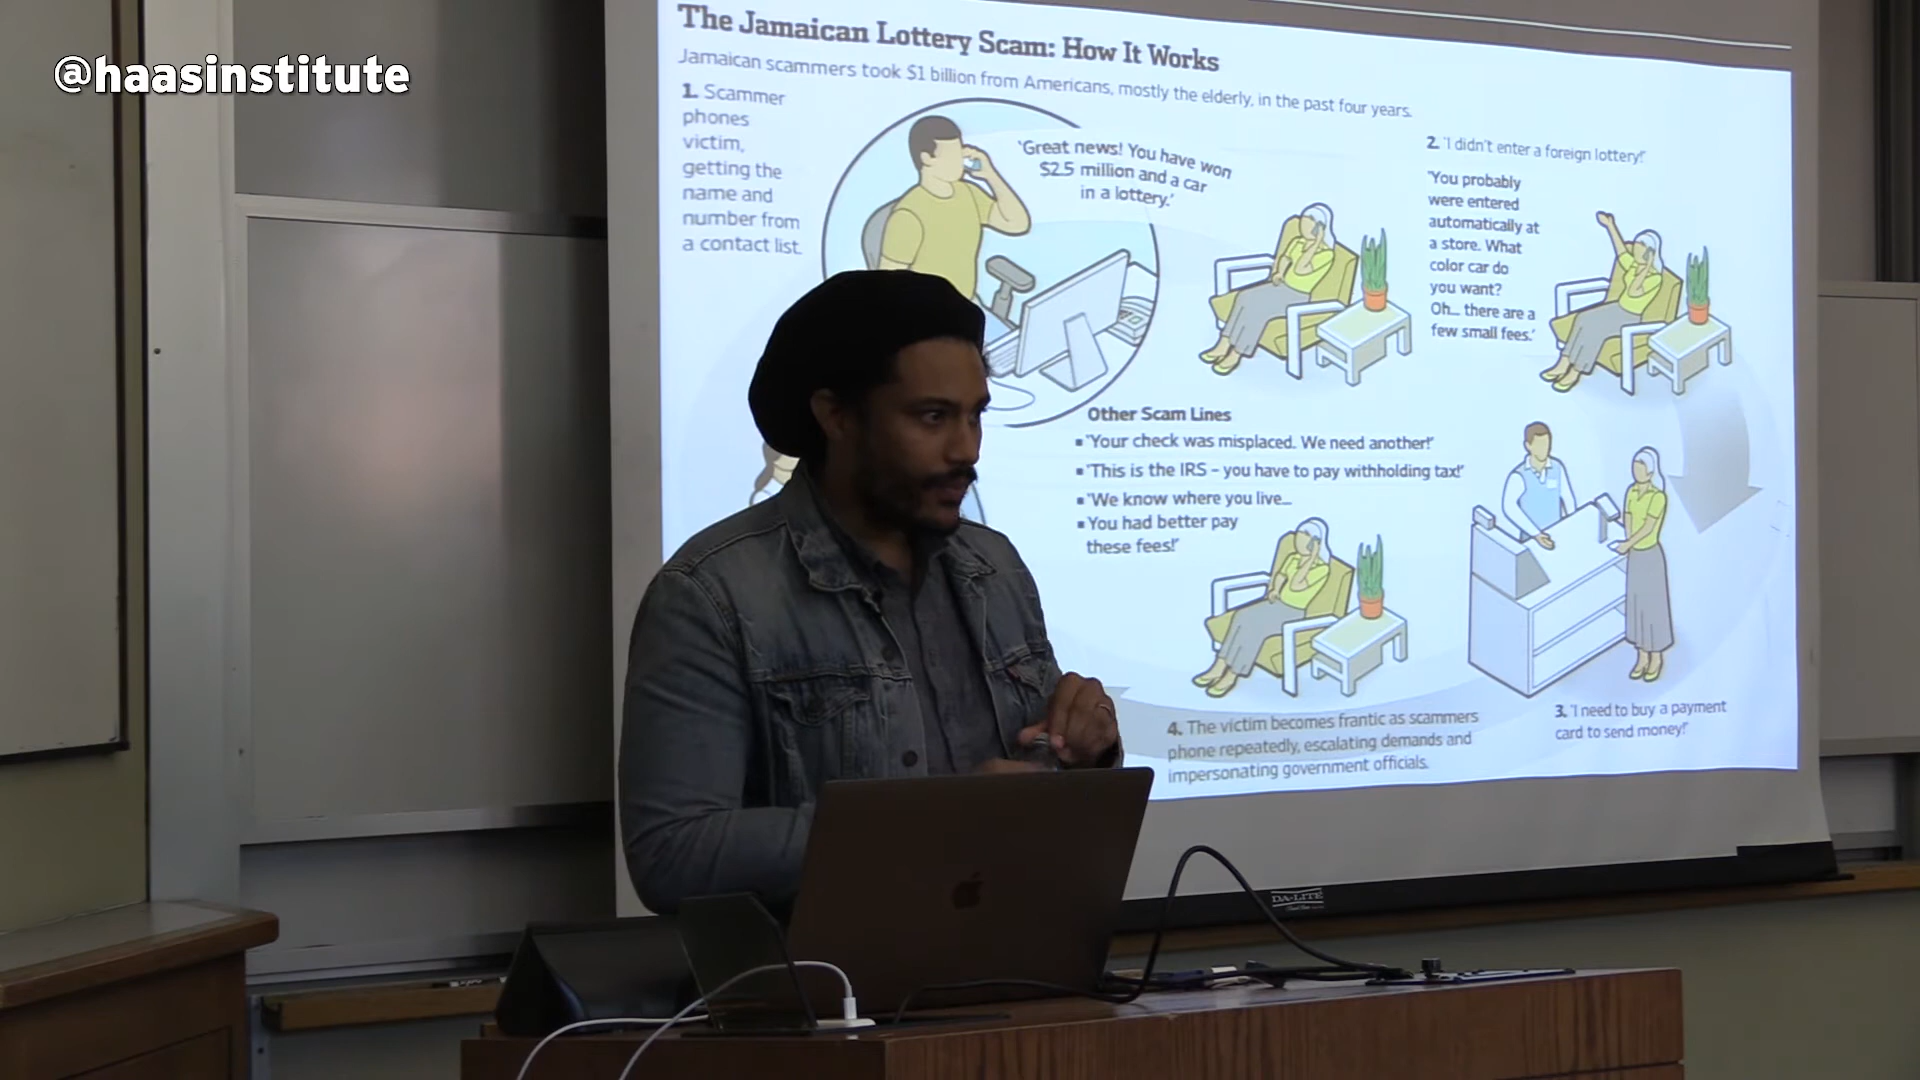 @haasinstitute
The Jamaican Lottery Scam: How It Works
Jamaican scammers took $1 billion from Americans, mostly the elderly, in the past four years.
1. Scammer
phones
victim,
getting the
name and
number from
a contact list.
'Great news! You have won
$2.5 million and a car
in a lottery.'
2. 'I didn't enter a foreign lottery!'
'You probably
were entered
automatically at
a store. What
color car do
you want?
Oh... there are a
few small fees.'
Other Scam Lines
▪ 'Your check was misplaced. We need another!'
▪ 'This is the IRS – you have to pay withholding tax!'
▪ 'We know where you live...
▪ You had better pay
these fees!'
3. 'I need to buy a payment
card to send money!'
4. The victim becomes frantic as scammers
phone repeatedly, escalating demands and
impersonating government officials.
DA-LITE